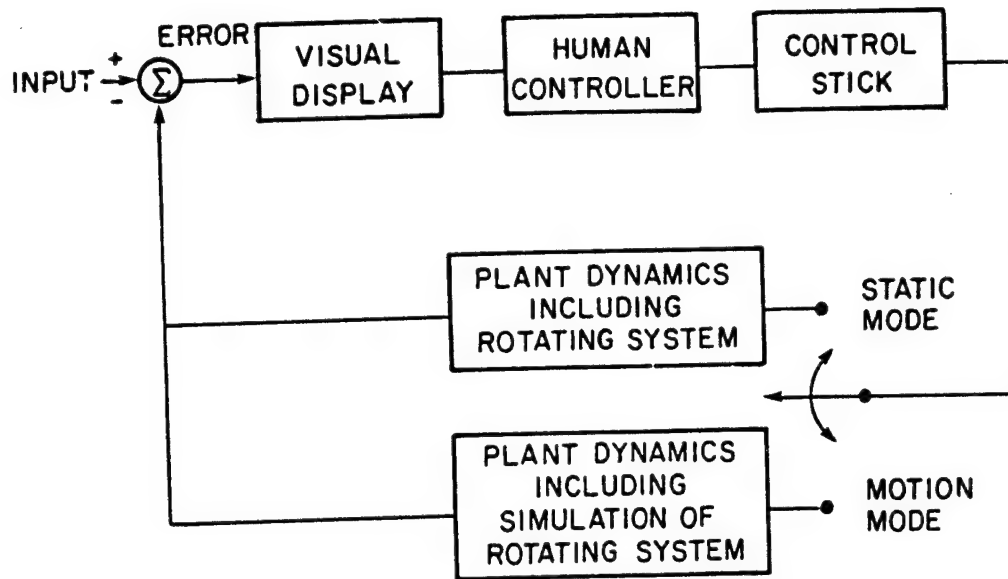 ERROR
INPUT
+
-
Σ
VISUAL
DISPLAY
HUMAN
CONTROLLER
CONTROL
STICK
PLANT DYNAMICS
INCLUDING
ROTATING SYSTEM
STATIC
MODE
PLANT DYNAMICS
INCLUDING
SIMULATION OF
ROTATING SYSTEM
MOTION
MODE